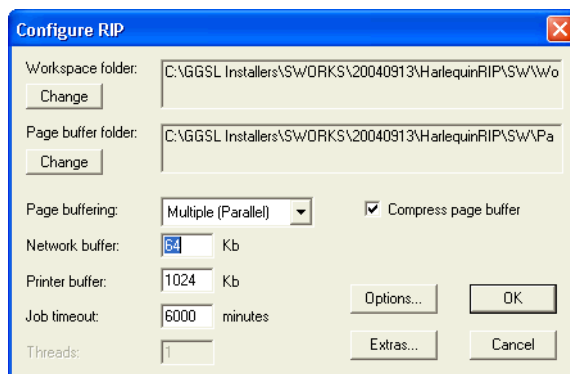 Configure RIP
Workspace folder:
C:\GGSL Installers\SWORKS\20040913\HarlequinRIP\SW\Wo
Change
Page buffer folder:
C:\GGSL Installers\SWORKS\20040913\HarlequinRIP\SW\Pa
Change
Page buffering: Multiple (Parallel) Compress page buffer
Network buffer: 64 Kb
Printer buffer: 1024 Kb
Options... OK
Job timeout: 6000 minutes
Threads: 1
Extras... Cancel